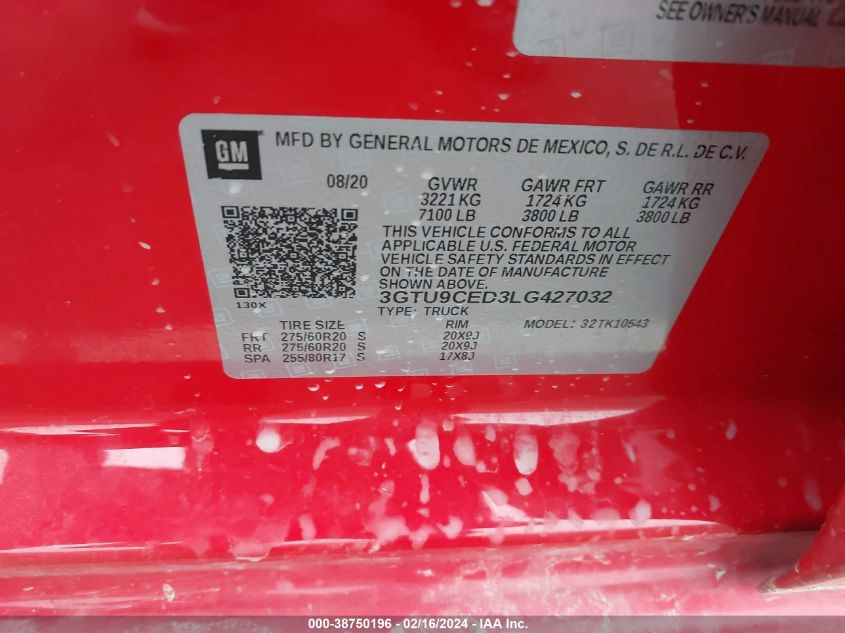 SEE OWNER'S MANUAL
GM
MFD BY GENERAL MOTORS DE MEXICO, S. DE R.L. DE C.V.
08/20 GVWR GAWR FRT GAWR RR
3221 KG 1724 KG 1724 KG
7100 LB 3800 LB 3800 LB
THIS VEHICLE CONFORMS TO ALL
APPLICABLE U.S. FEDERAL MOTOR
VEHICLE SAFETY STANDARDS IN EFFECT
ON THE DATE OF MANUFACTURE
SHOWN ABOVE.
130X 3GTU9CED3LG427032
TYPE: TRUCK
TIRE SIZE RIM MODEL: 32TK10543
FRT 275/60R20 S 20X9J
RR 275/60R20 S 20X9J
SPA 255/80R17 S 17X8J
000-38750196 - 02/16/2024 - IAA Inc.